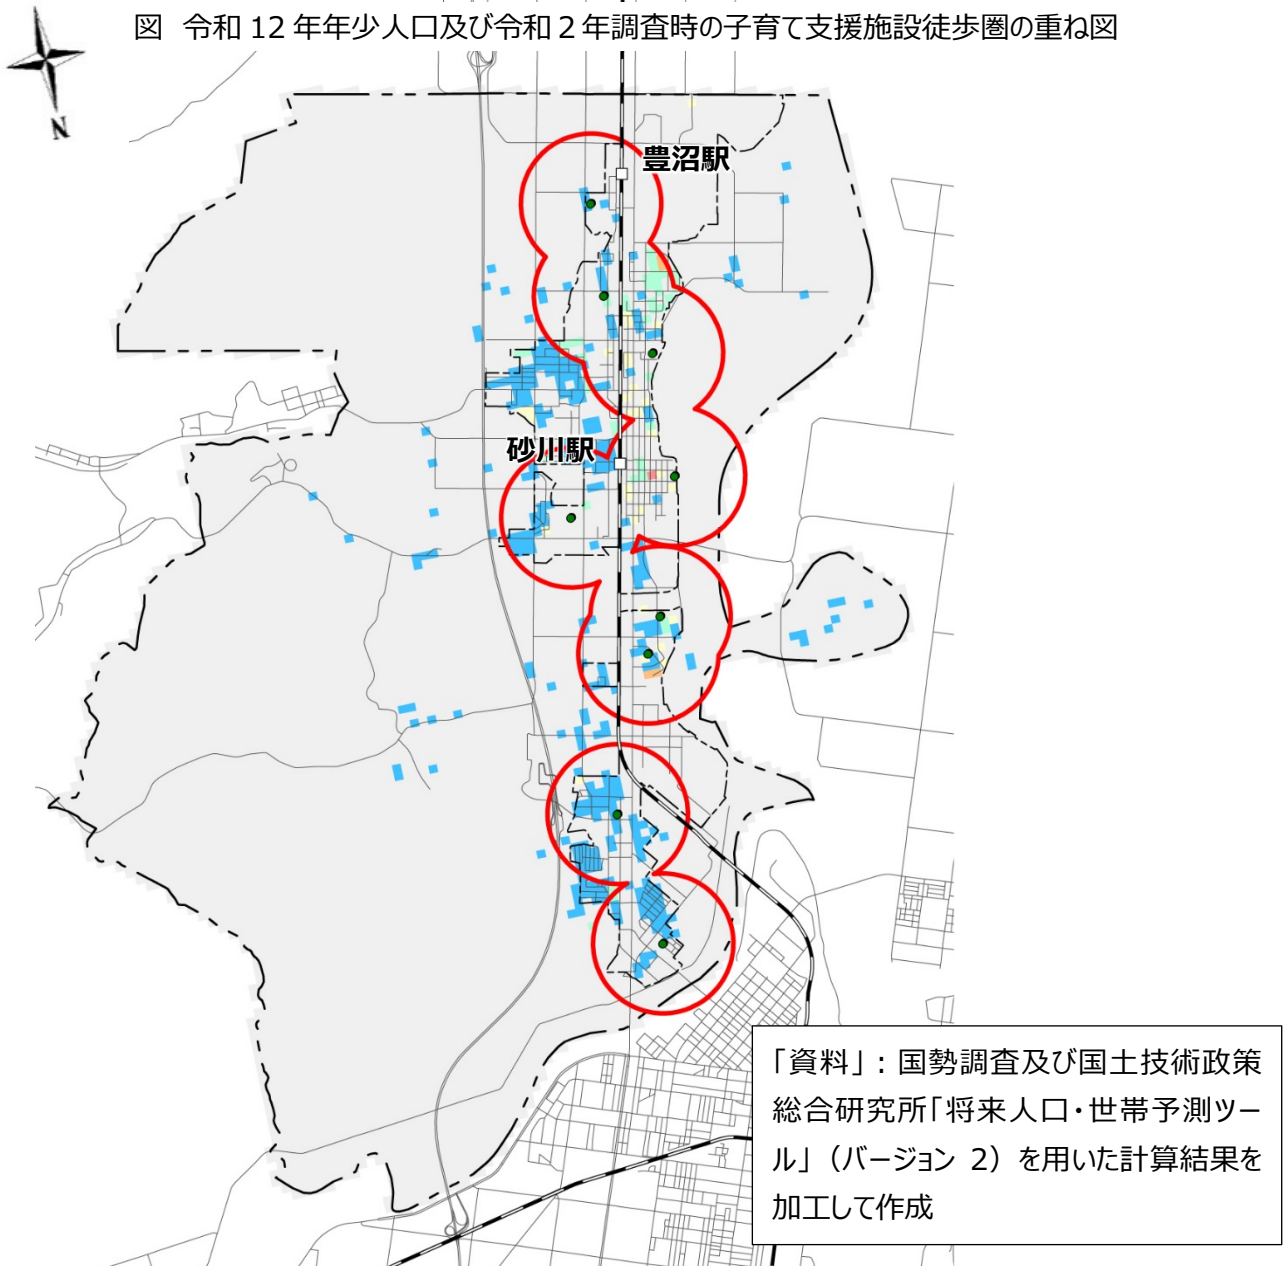 図 令和 12 年年少人口及び令和 2 年調査時の子育て支援施設徒歩圏の重ね図
N
豊沼駅
砂川駅
「資料」：国勢調査及び国土技術政策
総合研究所「将来人口・世帯予測ツー
ル」（バージョン 2）を用いた計算結果を
加工して作成